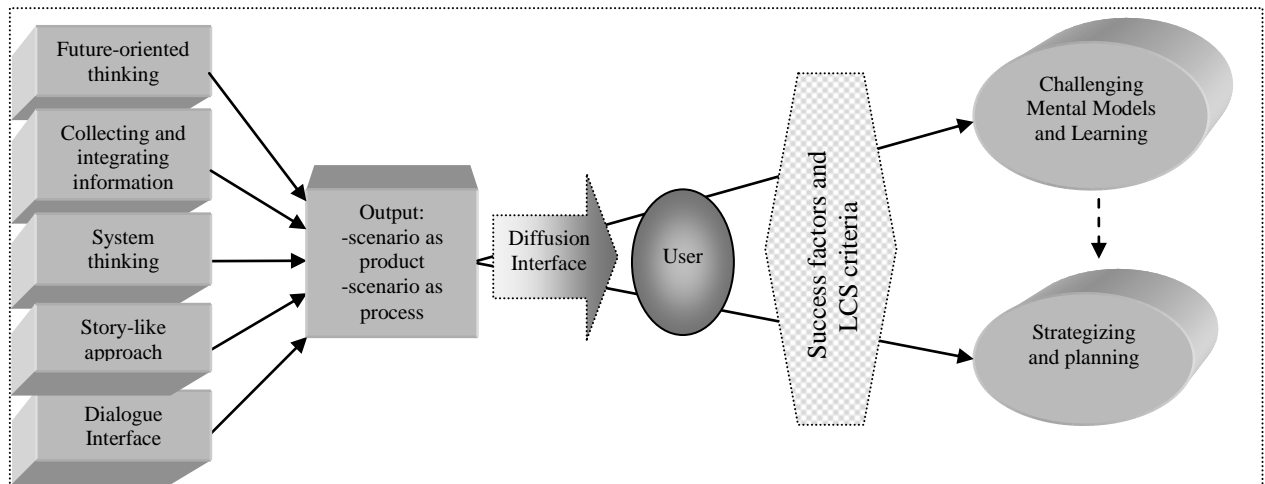 Future-oriented
thinking
Collecting and
integrating
information
System
thinking
Story-like
approach
Dialogue
Interface
Output:
-scenario as
product
-scenario as
process
Diffusion
Interface
User
Success factors and
LCS criteria
Challenging
Mental Models
and Learning
Strategizing
and planning